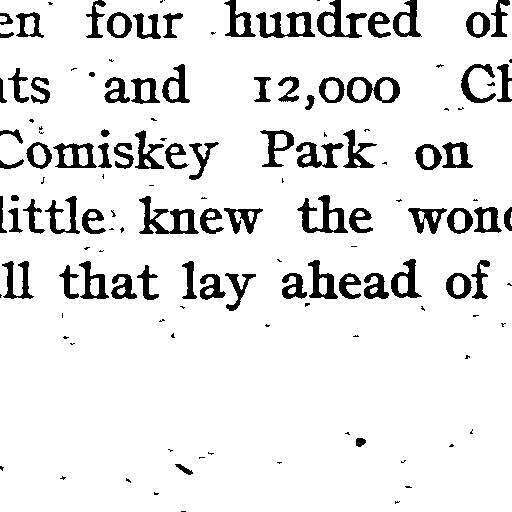 en four hundred of
nts and 12,000 Ch
Comiskey Park on
little knew the wond
ll that lay ahead of